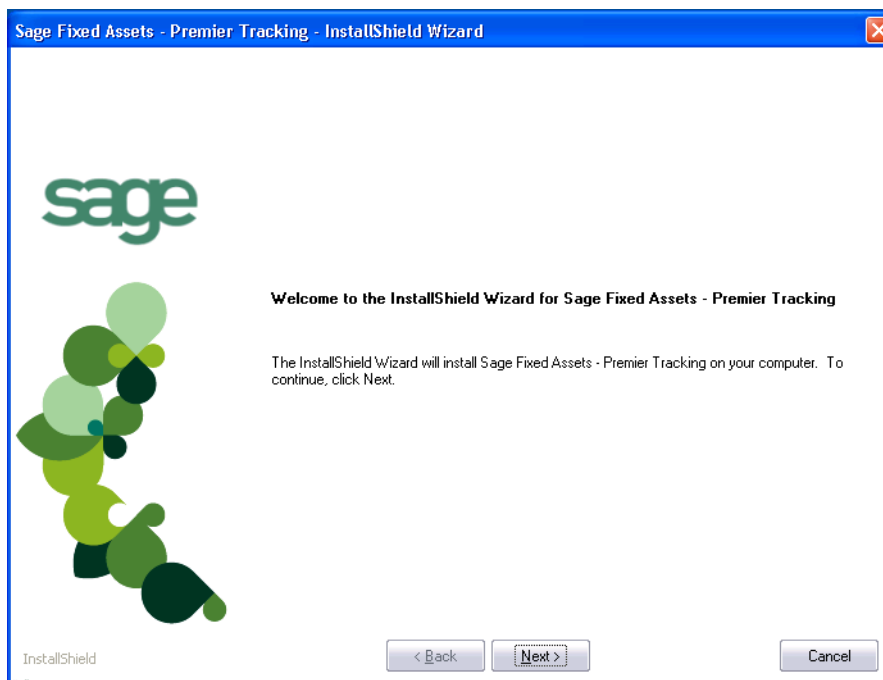 Sage Fixed Assets - Premier Tracking - InstallShield Wizard
sage
Welcome to the InstallShield Wizard for Sage Fixed Assets - Premier Tracking
The InstallShield Wizard will install Sage Fixed Assets - Premier Tracking on your computer. To
continue, click Next.
InstallShield
< Back
Next >
Cancel